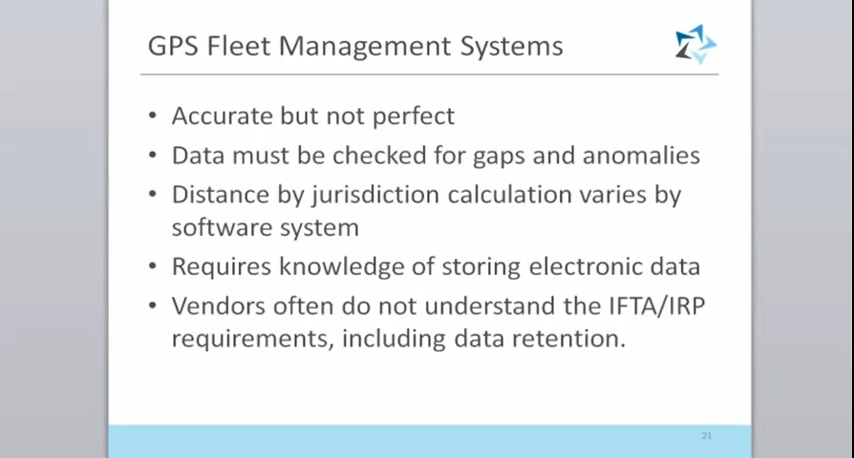 GPS Fleet Management Systems
• Accurate but not perfect
• Data must be checked for gaps and anomalies
• Distance by jurisdiction calculation varies by
software system
• Requires knowledge of storing electronic data
• Vendors often do not understand the IFTA/IRP
requirements, including data retention.
21